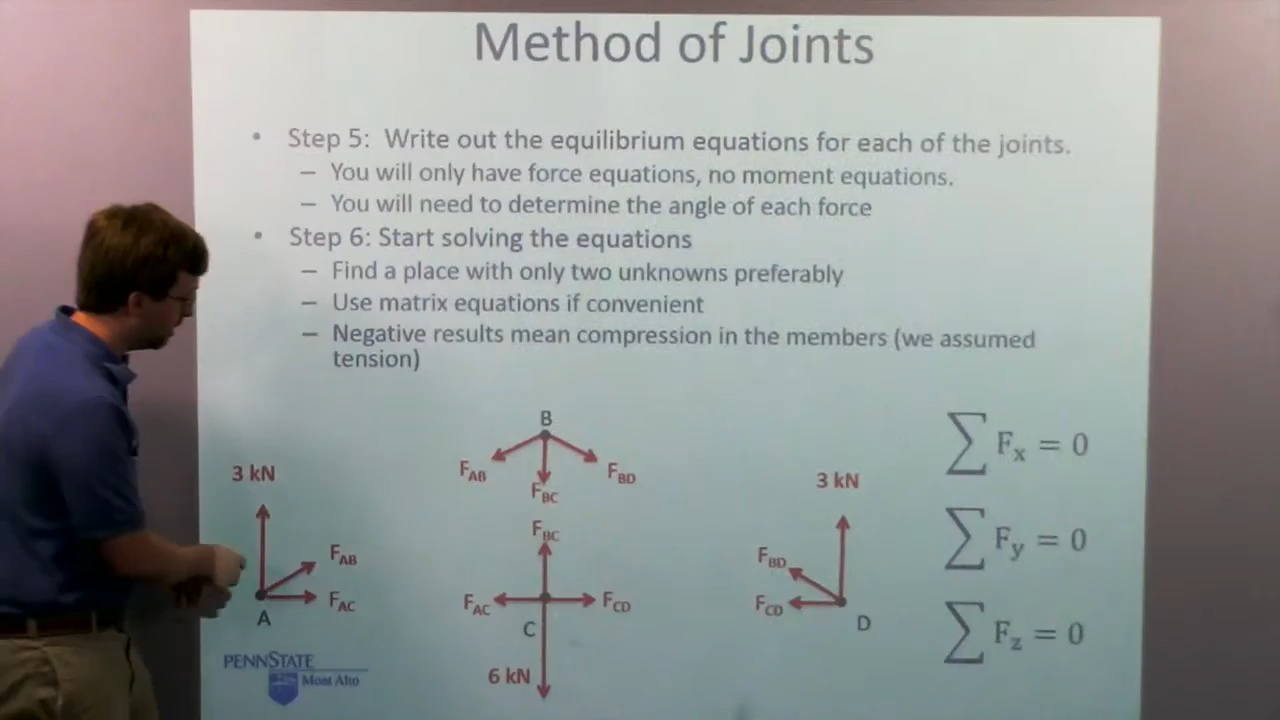 Method of Joints
• Step 5: Write out the equilibrium equations for each of the joints.
– You will only have force equations, no moment equations.
– You will need to determine the angle of each force
• Step 6: Start solving the equations
– Find a place with only two unknowns preferably
– Use matrix equations if convenient
– Negative results mean compression in the members (we assumed
tension)
3 kN
F_AB
F_AC
A
B
F_AB
F_BD
F_BC
F_BC
F_AC
F_CD
C
6 kN
3 kN
F_BD
F_CD
D
∑ F_x = 0
∑ F_y = 0
∑ F_z = 0
PENNSTATE
Mont Alto